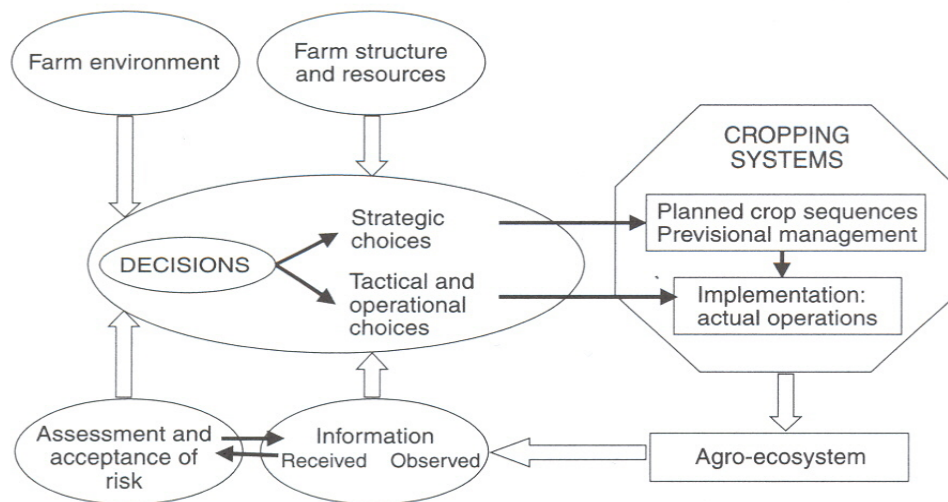 Farm environment
Farm structure
and resources
CROPPING
SYSTEMS
Planned crop sequences
Previsional management
Strategic
choices
DECISIONS
Tactical and
operational
choices
Implementation:
actual operations
Assessment and
acceptance of
risk
Information
Received Observed
Agro-ecosystem